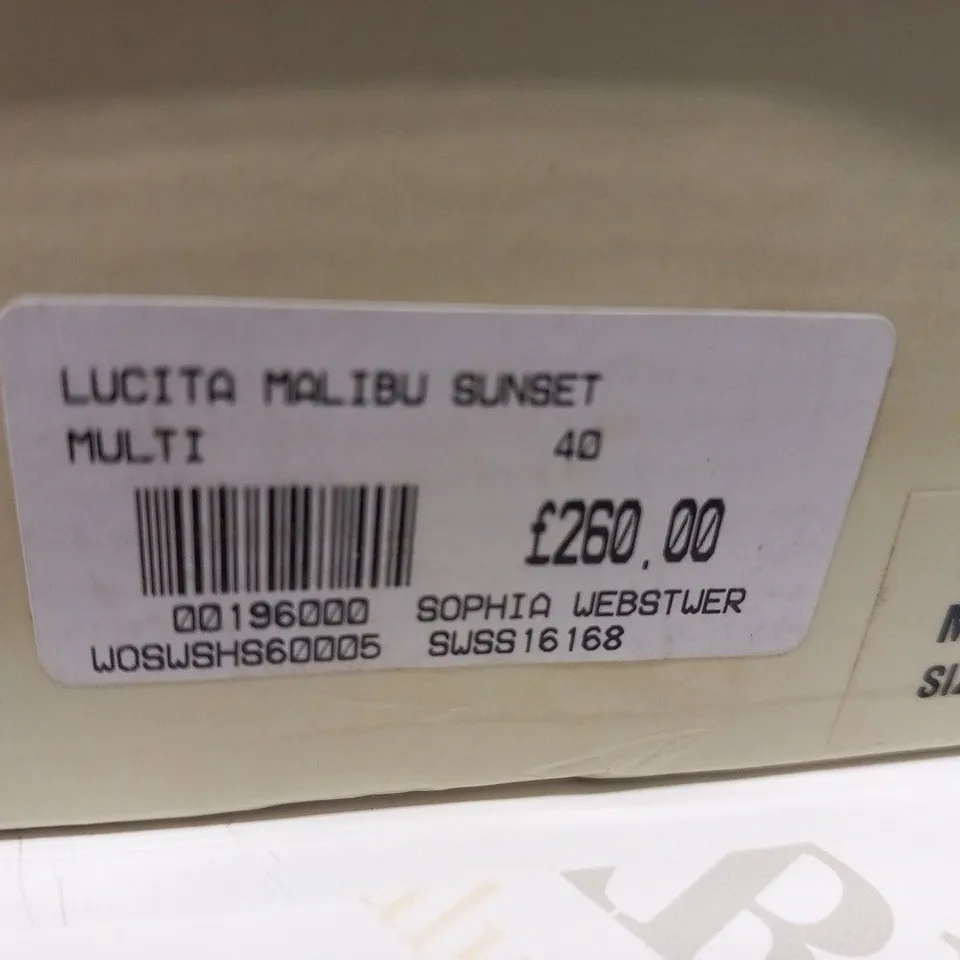 LUCITA MALIBU SUNSET
MULTI 40
£260.00
00196000 SOPHIA WEBSTWER
WOSWSHS60005 SWSS16168